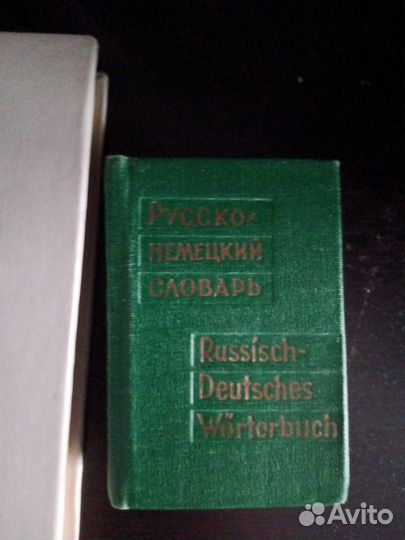 РУССКО-
НЕМЕЦКИЙ
СЛОВАРЬ
Russisch-
Deutsches
Wörterbuch
Avito